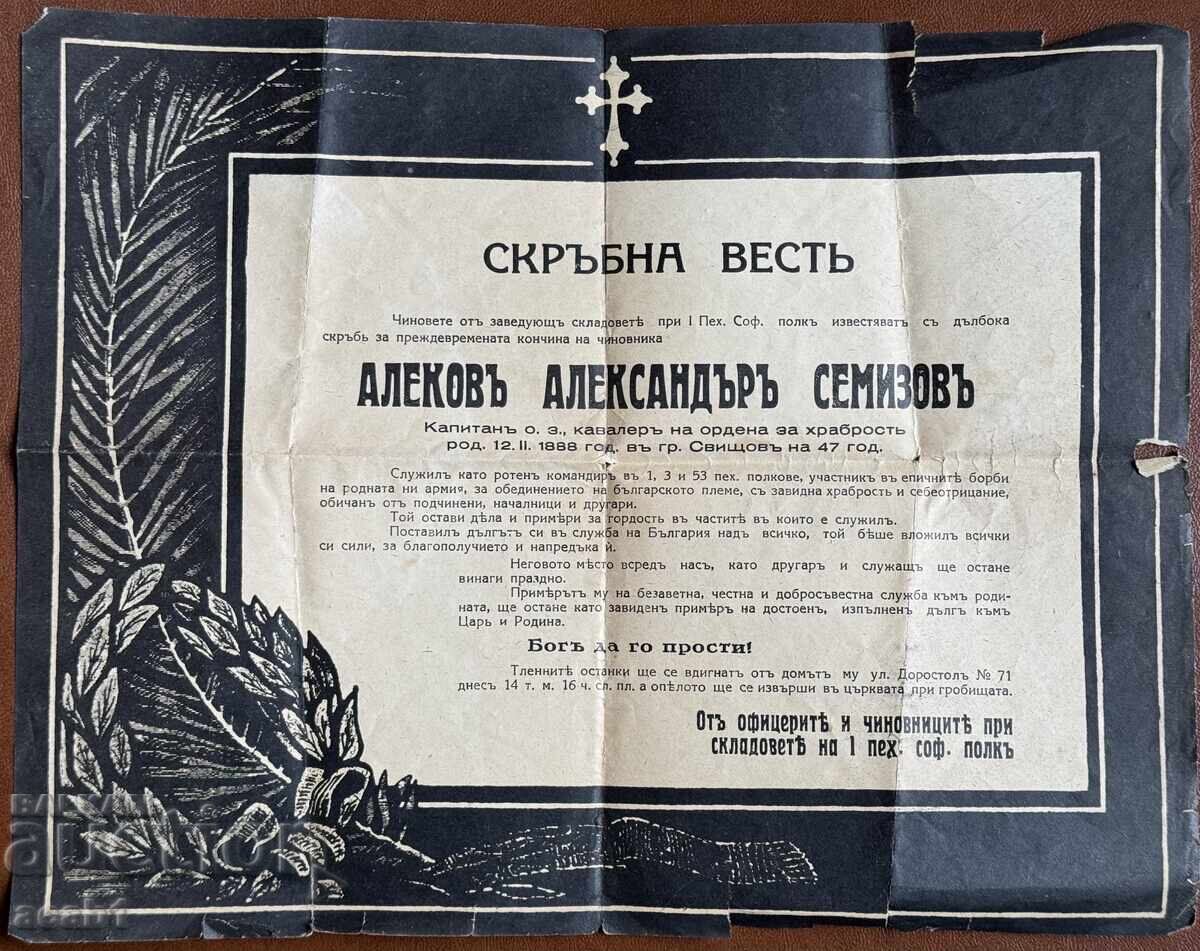 СКРЪБНА ВЕСТЬ
Чиновете отъ заведующъ складоветѣ при I Пех. Соф. полкъ известяватъ съ дълбока
скръбь за преждевремената кончина на чиновника
АЛЕКОВЪ АЛЕКСАНДЪРЪ СЕМИЗОВЪ
Капитанъ о. з., кавалеръ на ордена за храбрость
род. 12. II. 1888 год. въ гр. Свищовъ на 47 год.
Служилъ като ротенъ командиръ въ 1, 3 и 53 пех. полкове, участникъ въ епичнитѣ борби
на родната ни армия, за обединението на българското племе, съ завидна храбрость и себеотрицание,
обичанъ отъ подчинени, началници и другари.
Той остави дѣла и примѣри за гордость въ частитѣ въ които е служилъ.
Поставилъ дългътъ си въ служба на България надъ всичко, той бѣше вложилъ всички
си сили, за благополучието и напредъка ѝ.
Неговото мѣсто всредъ насъ, като другаръ и служащъ ще остане
винаги праздно.
Примѣрътъ му на безаветна, честна и добросъвестна служба къмъ роди-
ната, ще остане като завиденъ примѣръ на достоенъ, изпълненъ дългъ къмъ
Царь и Родина.
Богъ да го прости!
Тленнитѣ останки ще се вдигнатъ отъ домътъ му ул. Доростолъ № 71
днесъ 14 т. м. 16 ч. сл. пл. а опѣлото ще се извърши въ църквата при гробищата.
Отъ офицеритѣ и чиновницитѣ при
складоветѣ на 1 пех. соф. полкъ
BALKAN
auction
acab1